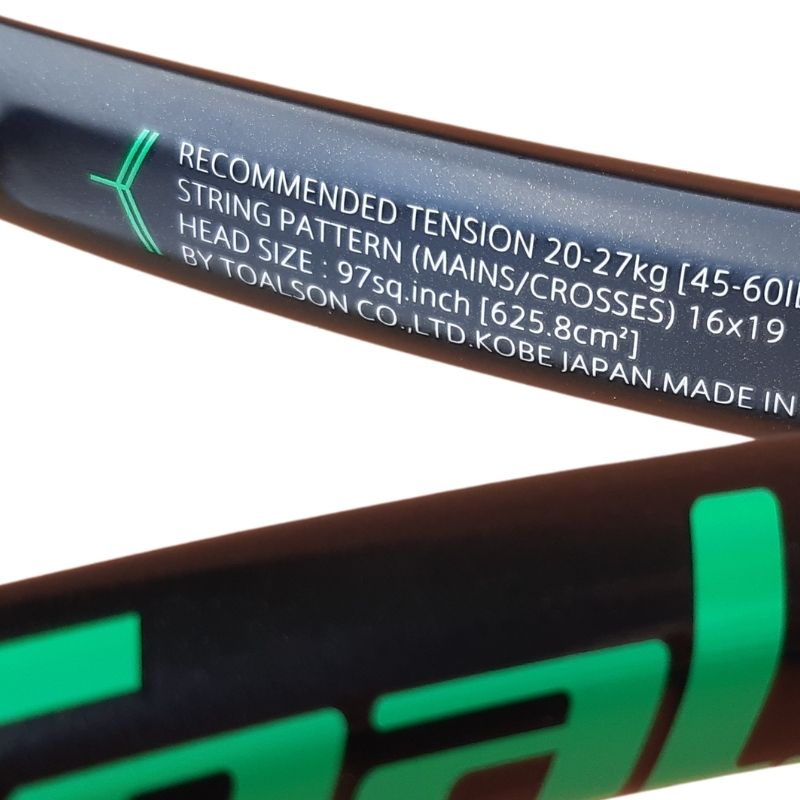 RECOMMENDED TENSION 20-27kg [45-60
STRING PATTERN (MAINS/CROSSES) 16x19
HEAD SIZE : 97sq.inch [625.8cm²]
BY TOALSON CO.,LTD.KOBE JAPAN.MADE IN